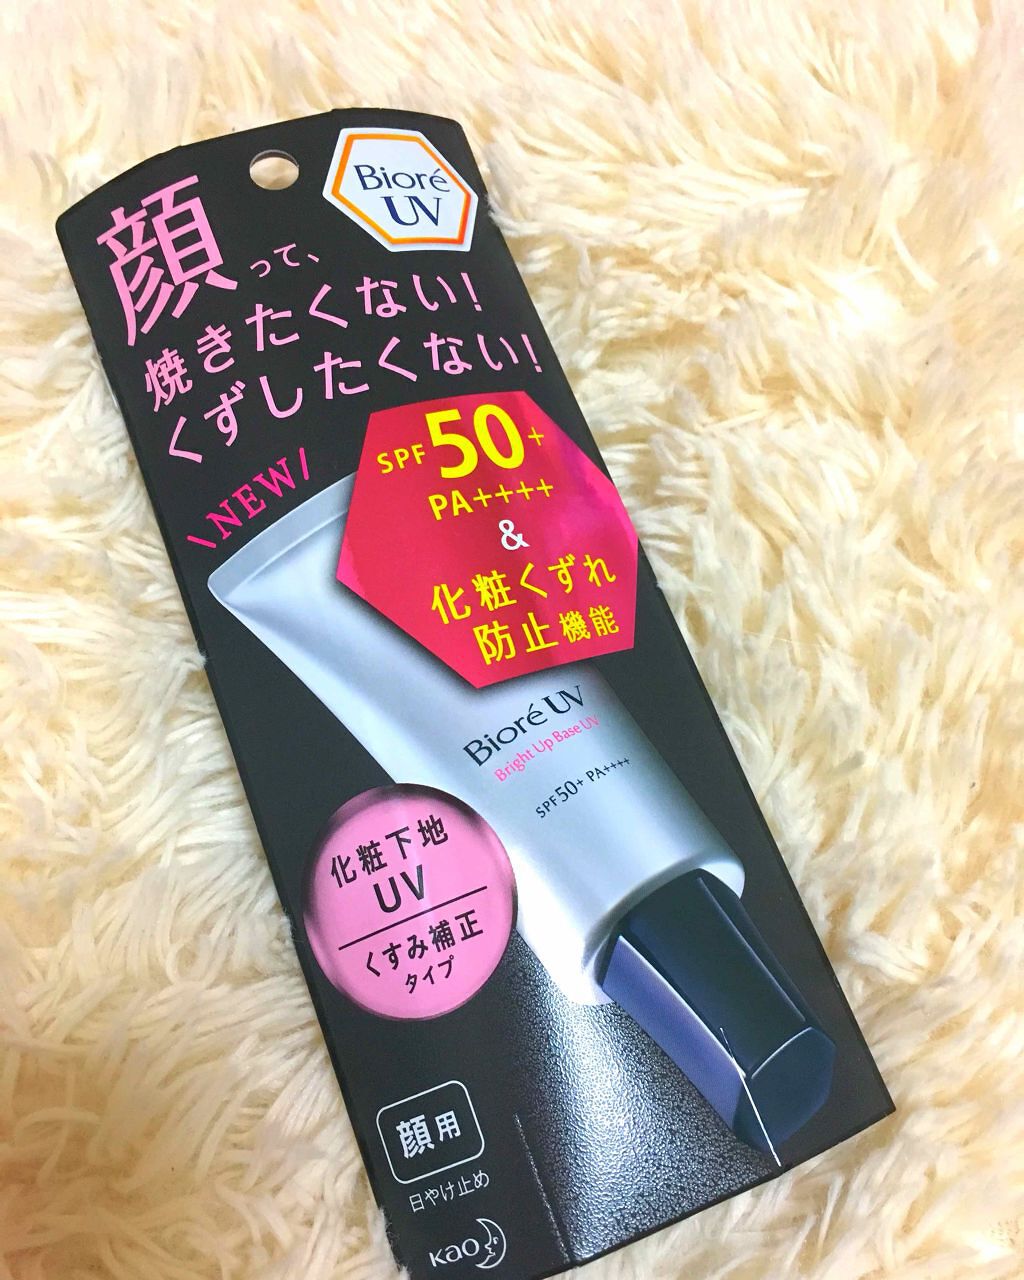 Bioré
UV
顔って、
焼きたくない!
くずしたくない!
\NEW/
SPF50+
PA++++
&
化粧くずれ
防止機能
Bioré UV
Bright Up Base UV
SPF50+ PA++++
化粧下地
UV
くすみ補正
タイプ
顔用
日やけ止め
Kao